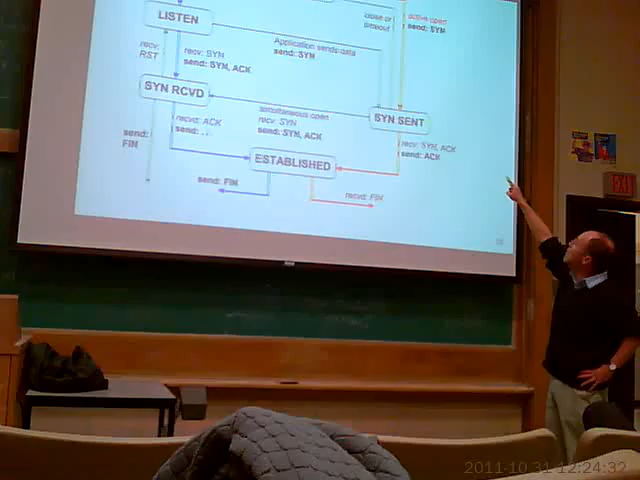 LISTEN
close or
timeout
active open
send: SYN
Application sends data
send: SYN
recv:
RST
recv: SYN
send: SYN, ACK
SYN RCVD
simultaneous open
recv: SYN
send: SYN, ACK
SYN SENT
recvd: ACK
send: . .
send:
FIN
recv: SYN, ACK
send: ACK
ESTABLISHED
send: FIN
recvd: FIN
EXIT
2011-10-31 12:24:32